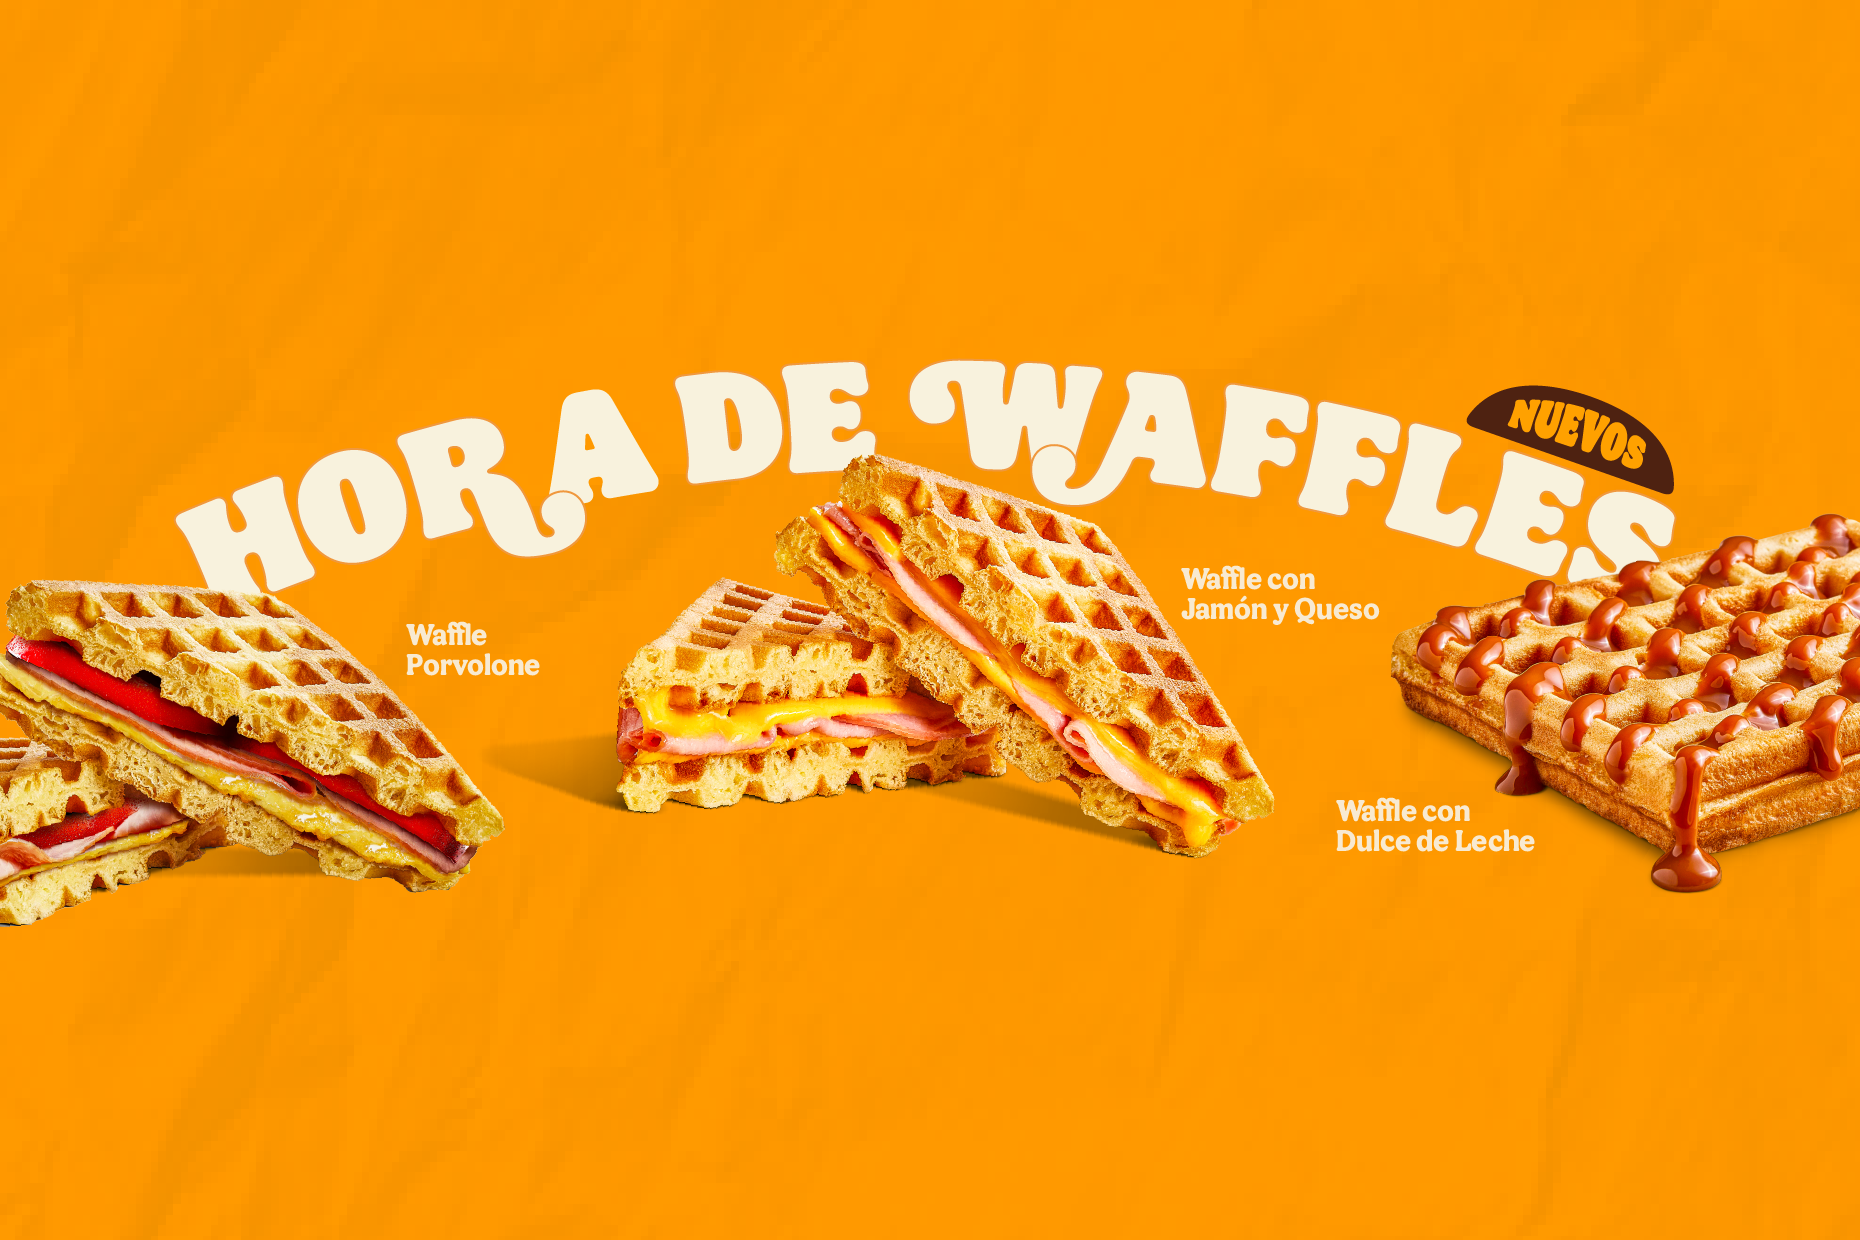 HORA DE WAFFLES
NUEVOS
Waffle
Porvolone
Waffle con
Jamón y Queso
Waffle con
Dulce de Leche